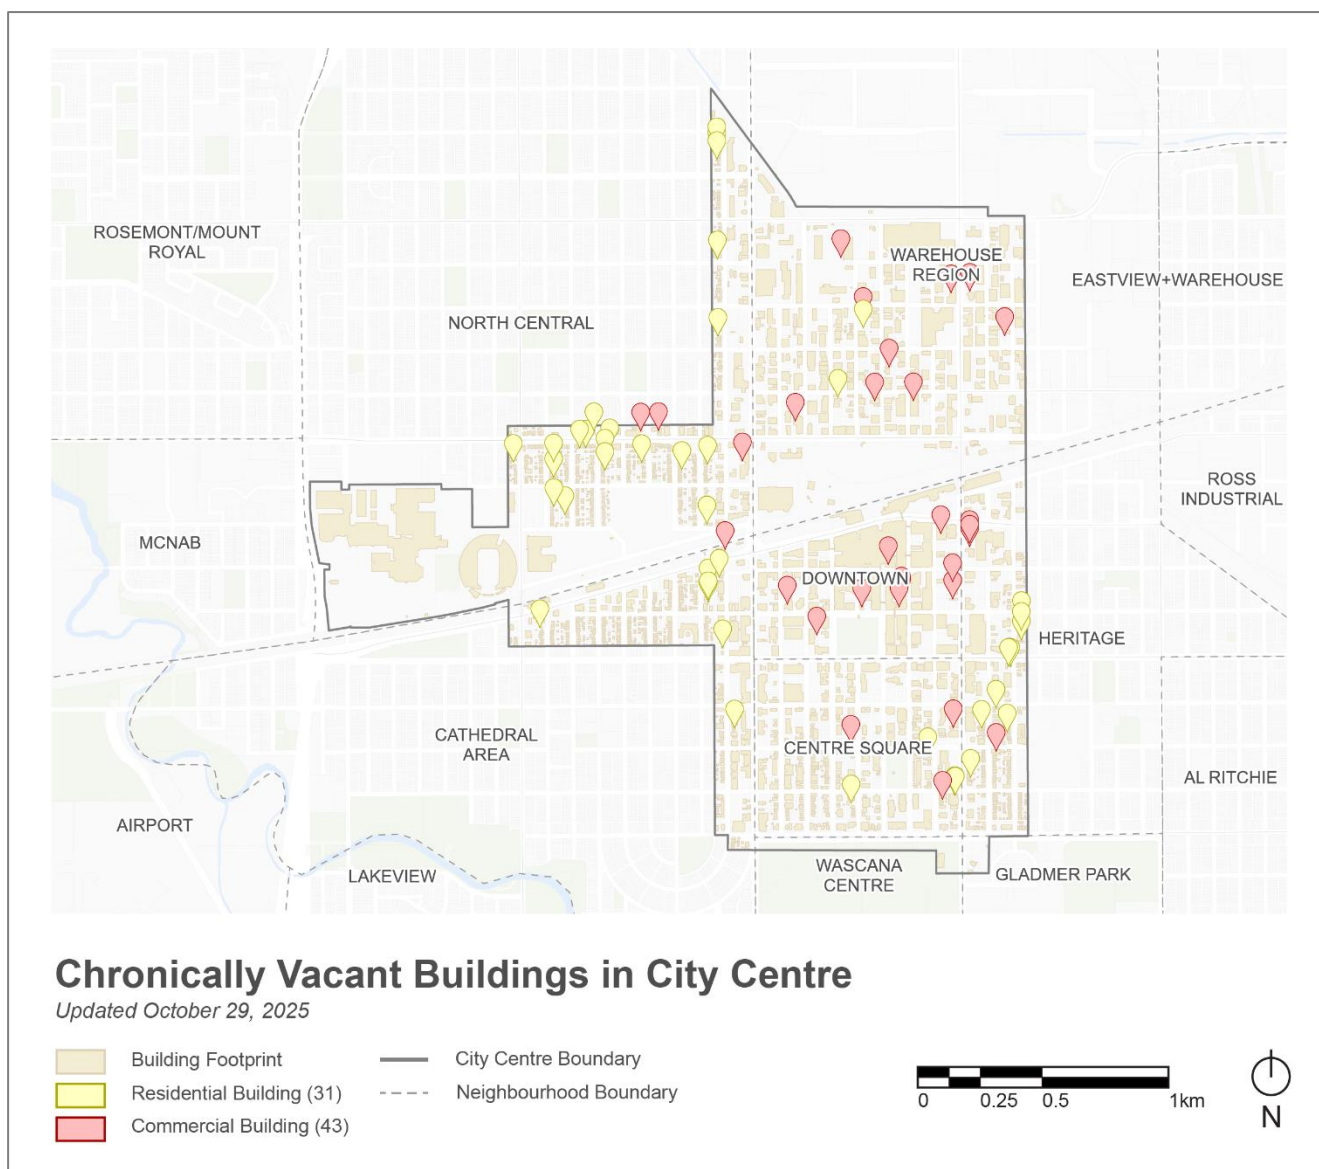 ROSEMONT/MOUNT
ROYAL
WAREHOUSE
REGION
EASTVIEW+WAREHOUSE
NORTH CENTRAL
ROSS
INDUSTRIAL
MCNAB
DOWNTOWN
HERITAGE
CATHEDRAL
AREA
CENTRE SQUARE
AL RITCHIE
AIRPORT
LAKEVIEW
WASCANA
CENTRE
GLADMER PARK
Chronically Vacant Buildings in City Centre
Updated October 29, 2025
Building Footprint
Residential Building (31)
Commercial Building (43)
City Centre Boundary
Neighbourhood Boundary
0 0.25 0.5 1km
N